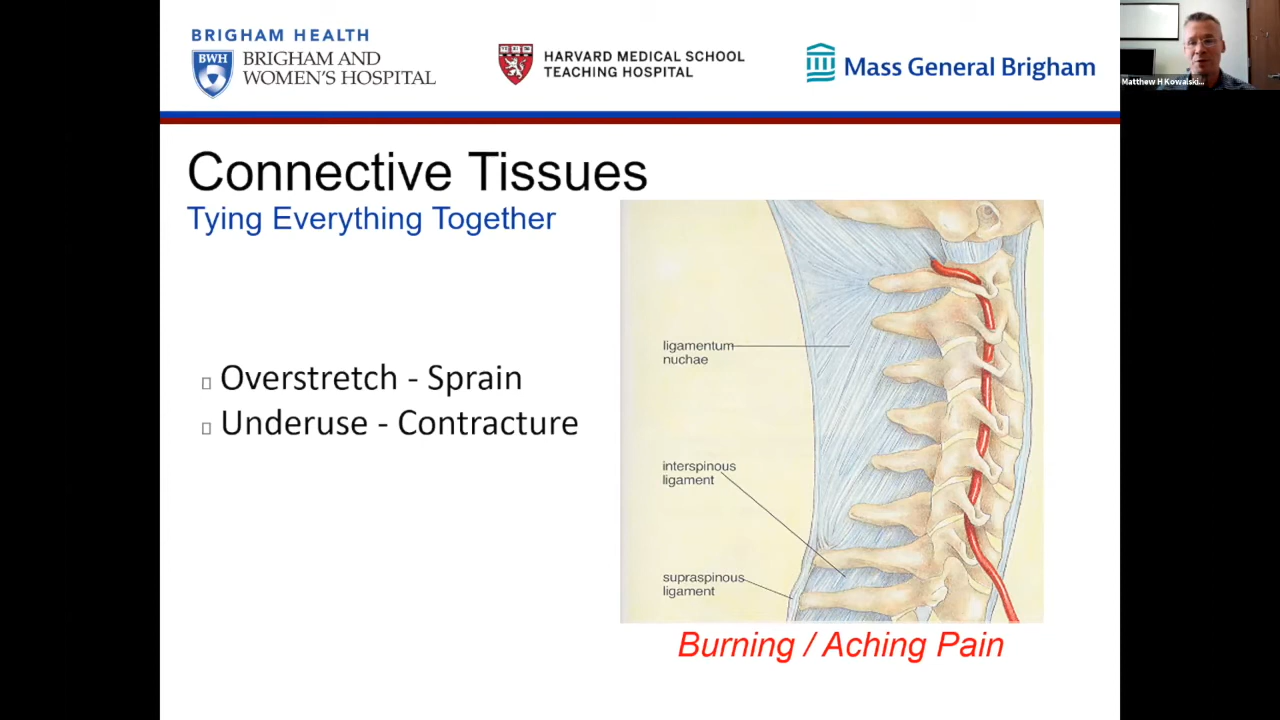 BRIGHAM HEALTH
BWH
BRIGHAM AND
WOMEN'S HOSPITAL
HARVARD MEDICAL SCHOOL
TEACHING HOSPITAL
Mass General Brigham
Matthew H Kowalski...
Connective Tissues
Tying Everything Together
Overstretch - Sprain
Underuse - Contracture
ligamentum
nuchae
interspinous
ligament
supraspinous
ligament
Burning / Aching Pain